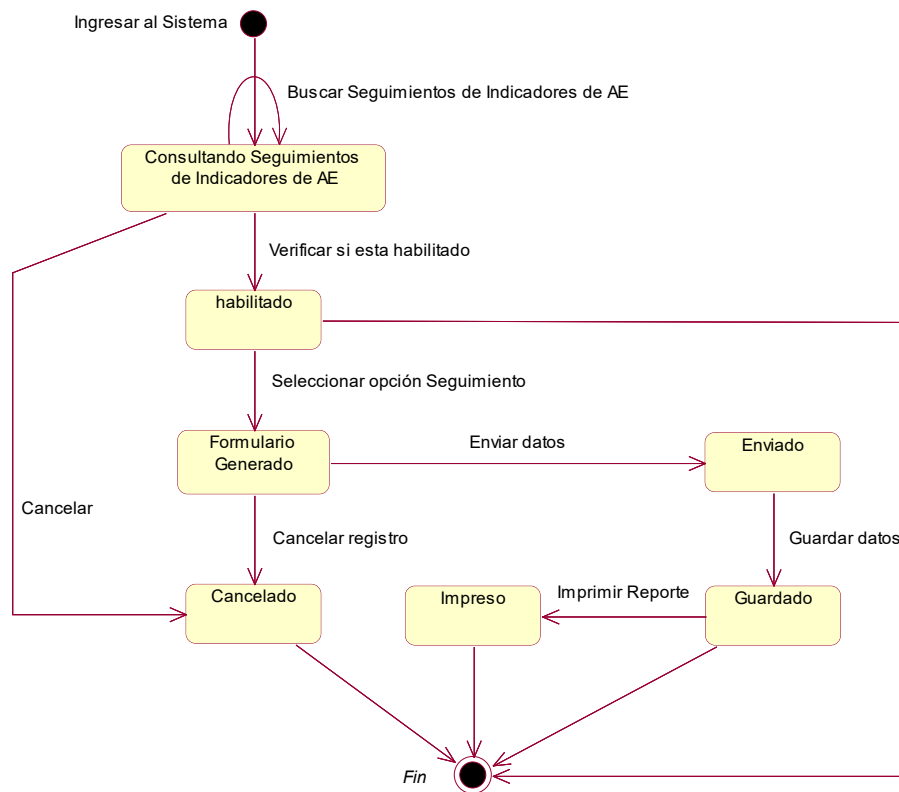 Ingresar al Sistema
Buscar Seguimientos de Indicadores de AE
Consultando Seguimientos
de Indicadores de AE
Verificar si esta habilitado
habilitado
Seleccionar opción Seguimiento
Formulario
Generado
Enviar datos
Enviado
Cancelar
Cancelar registro
Guardar datos
Cancelado
Impreso
Imprimir Reporte
Guardado
Fin